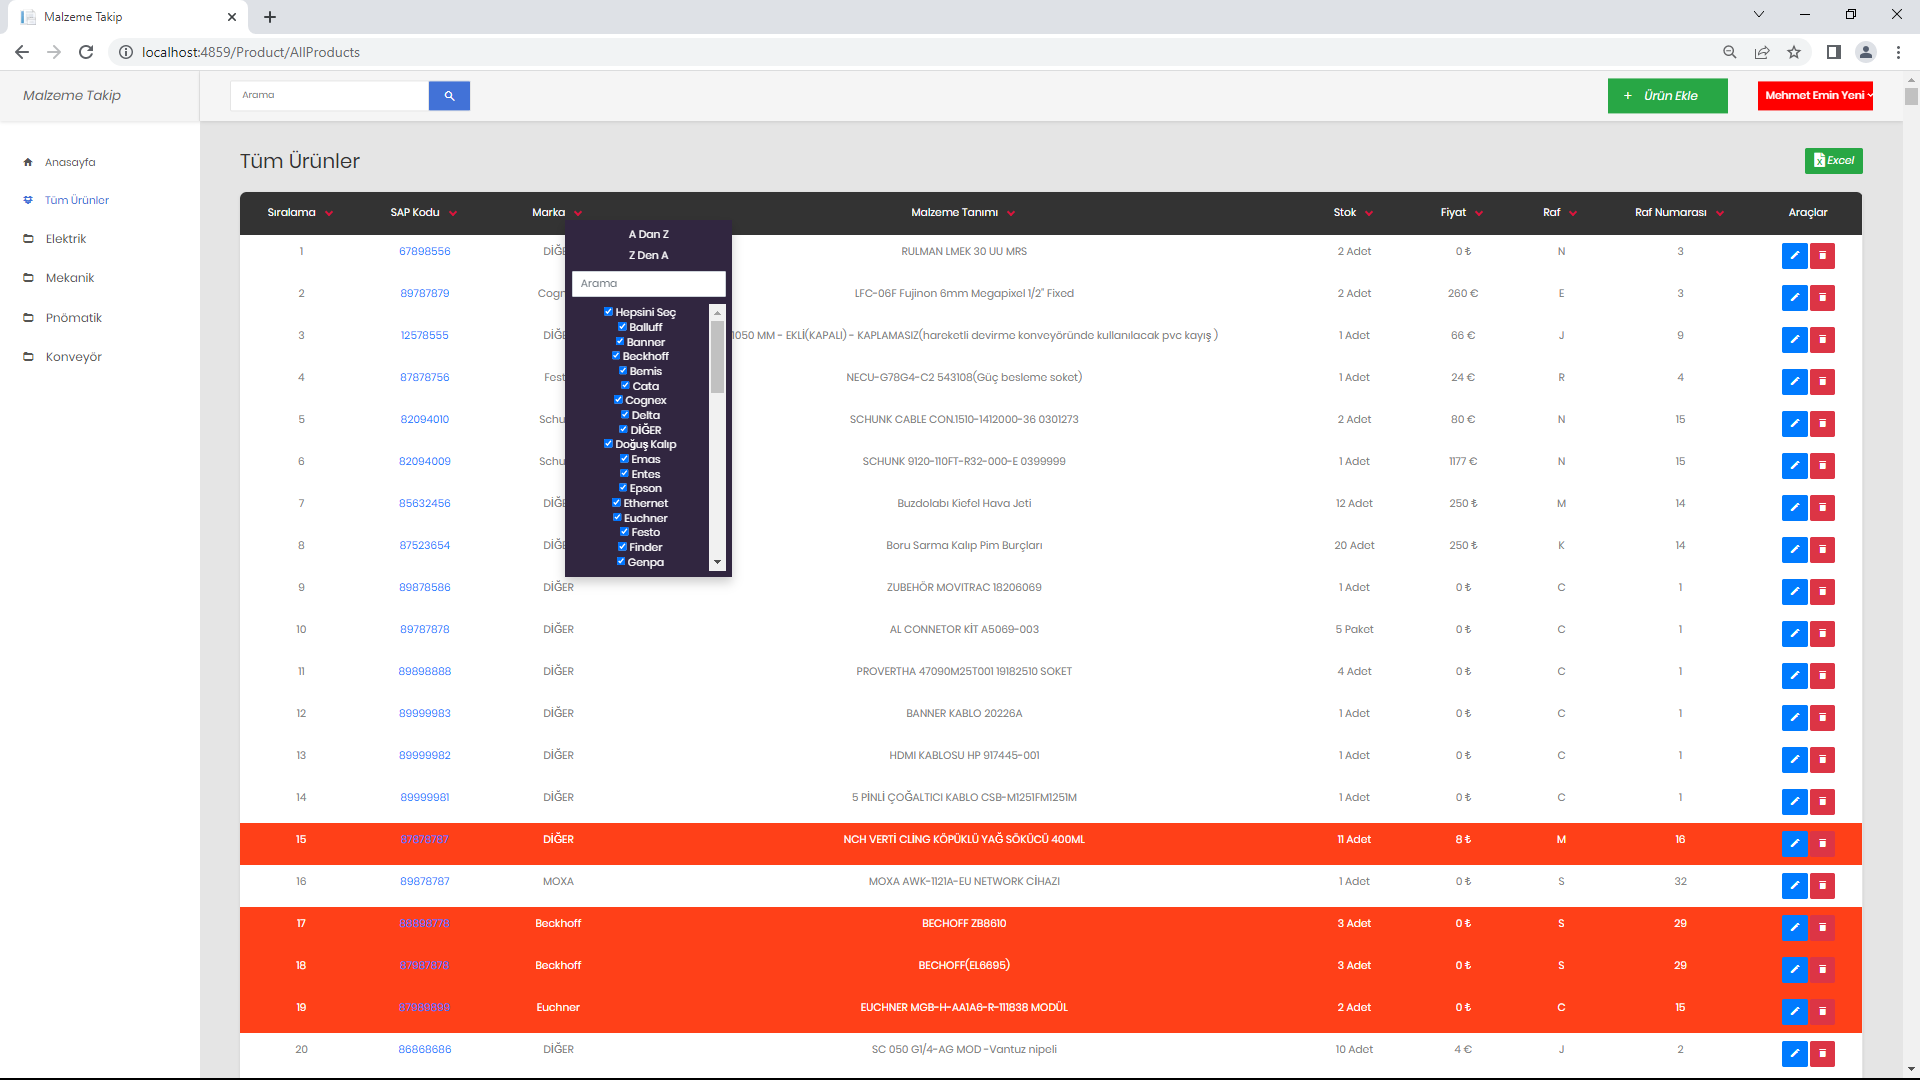 Malzeme Takip
localhost:4859/Product/AllProducts
Malzeme Takip
Arama
+ Ürün Ekle
Mehmet Emin Yeni
Anasayfa
Tüm Ürünler
Elektrik
Mekanik
Pnömatik
Konveyör
Tüm Ürünler
Excel
Sıralama SAP Kodu Marka Malzeme Tanımı Stok Fiyat Raf Raf Numarası Araçlar
A Dan Z
Z Den A
Arama
Hepsini Seç
Balluff
Banner
Beckhoff
Bemis
Cata
Cognex
Delta
DİĞER
Doğuş Kalıp
Emas
Entes
Epson
Ethernet
Euchner
Festo
Finder
Genpa
1 67898556 DİĞE RULMAN LMEK 30 UU MRS 2 Adet 0 ₺ N 3
2 89787879 Cogn LFC-06F Fujinon 6mm Megapixel 1/2" Fixed 2 Adet 260 € E 3
3 12578555 DİĞE 1050 MM - EKLİ(KAPALI) - KAPLAMASIZ(hareketli devirme konveyöründe kullanılacak pvc kayış ) 1 Adet 66 € J 9
4 87878756 Fest NECU-G78G4-C2 543108(Güç besleme soket) 1 Adet 24 € R 4
5 82094010 Schu SCHUNK CABLE CON.1510-1412000-36 0301273 2 Adet 80 € N 15
6 82094009 Schu SCHUNK 9120-110FT-R32-000-E 0399999 1 Adet 1177 € N 15
7 85632456 DİĞE Buzdolabı Kiefel Hava Jeti 12 Adet 250 ₺ M 14
8 87523654 DİĞE Boru Sarma Kalıp Pim Burçları 20 Adet 250 ₺ K 14
9 89878586 DİĞER ZUBEHÖR MOVITRAC 18206069 1 Adet 0 ₺ C 1
10 89787878 DİĞER AL CONNETOR KİT A5069-003 5 Paket 0 ₺ C 1
11 89898888 DİĞER PROVERTHA 47090M25T001 19182510 SOKET 4 Adet 0 ₺ C 1
12 89999983 DİĞER BANNER KABLO 20226A 1 Adet 0 ₺ C 1
13 89999982 DİĞER HDMI KABLOSU HP 917445-001 1 Adet 0 ₺ C 1
14 89999981 DİĞER 5 PİNLİ ÇOĞALTICI KABLO CSB-M1251FM1251M 1 Adet 0 ₺ C 1
15 DİĞER NCH VERTİ CLİNG KÖPÜKLÜ YAĞ SÖKÜCÜ 400ML 11 Adet 8 ₺ M 16
16 89878787 MOXA MOXA AWK-1121A-EU NETWORK CİHAZI 1 Adet 0 ₺ S 32
17 Beckhoff BECHOFF ZB8610 3 Adet 0 ₺ S 29
18 Beckhoff BECHOFF(EL6695) 3 Adet 0 ₺ S 29
19 Euchner EUCHNER MGB-H-AA1A6-R-111838 MODÜL 2 Adet 0 ₺ C 15
20 86868686 DİĞER SC 050 G1/4-AG MOD -Vantuz nipeli 10 Adet 4 € J 2